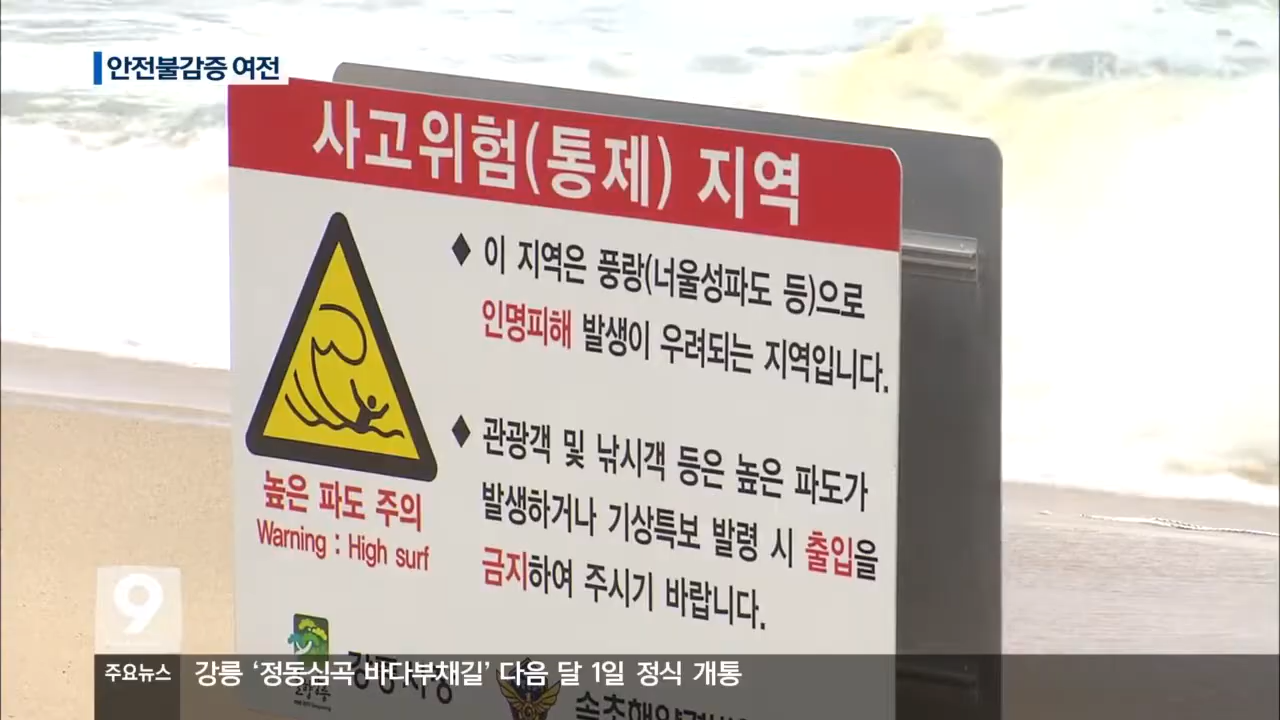 안전불감증 여전
사고위험(통제) 지역
◆ 이 지역은 풍랑(너울성파도 등)으로
인명피해 발생이 우려되는 지역입니다.
◆ 관광객 및 낚시객 등은 높은 파도가
발생하거나 기상특보 발령 시 출입을
금지하여 주시기 바랍니다.
높은 파도 주의
Warning : High surf
9
주요뉴스 강릉 ‘정동심곡 바다부채길’ 다음 달 1일 정식 개통